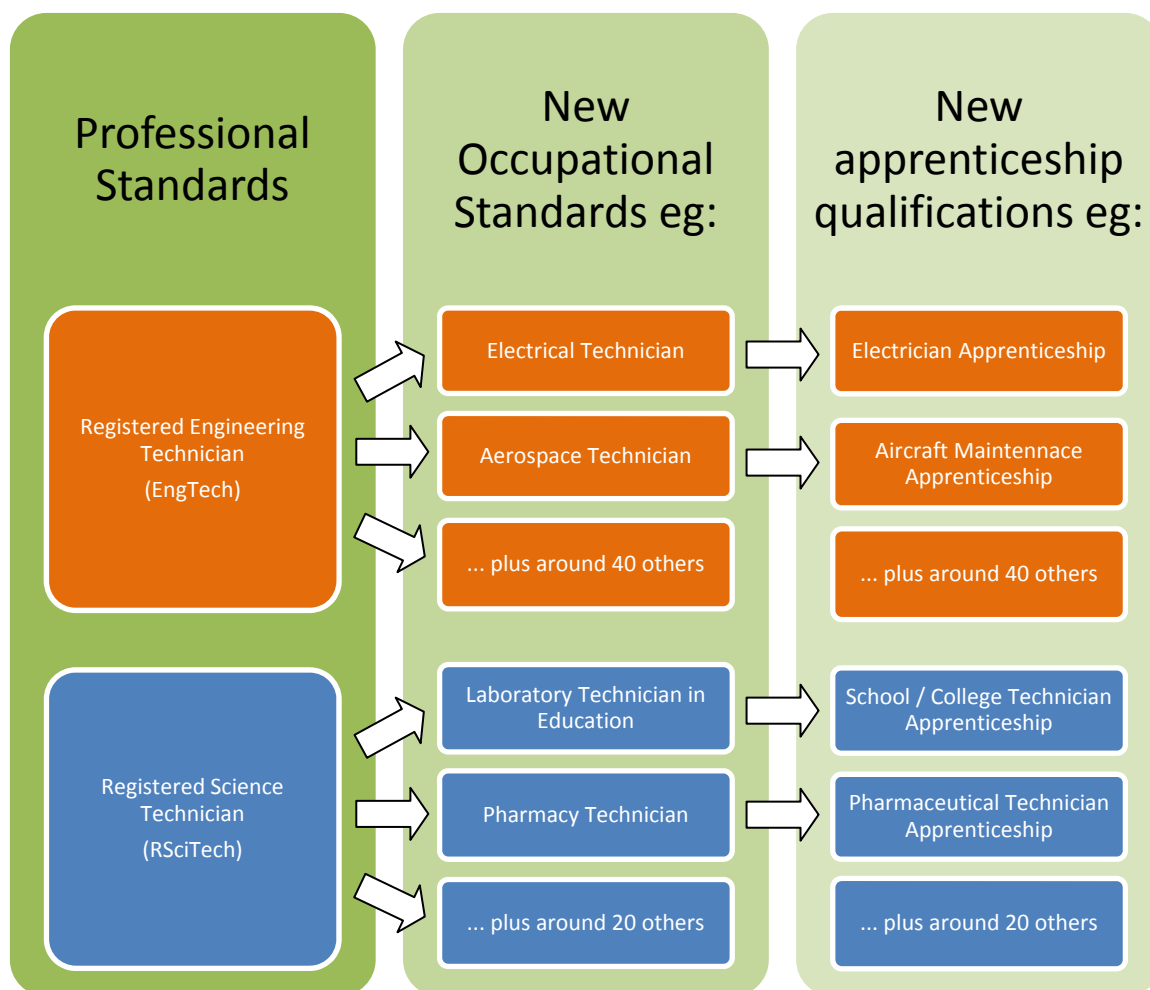 Professional
Standards
New
Occupational
Standards eg:
New
apprenticeship
qualifications eg:
Registered Engineering
Technician
(EngTech)
Electrical Technician
Aerospace Technician
... plus around 40 others
Electrician Apprenticeship
Aircraft Maintennace
Apprenticeship
... plus around 40 others
Registered Science
Technician
(RSciTech)
Laboratory Technician in
Education
Pharmacy Technician
... plus around 20 others
School / College Technician
Apprenticeship
Pharmaceutical Technician
Apprenticeship
... plus around 20 others